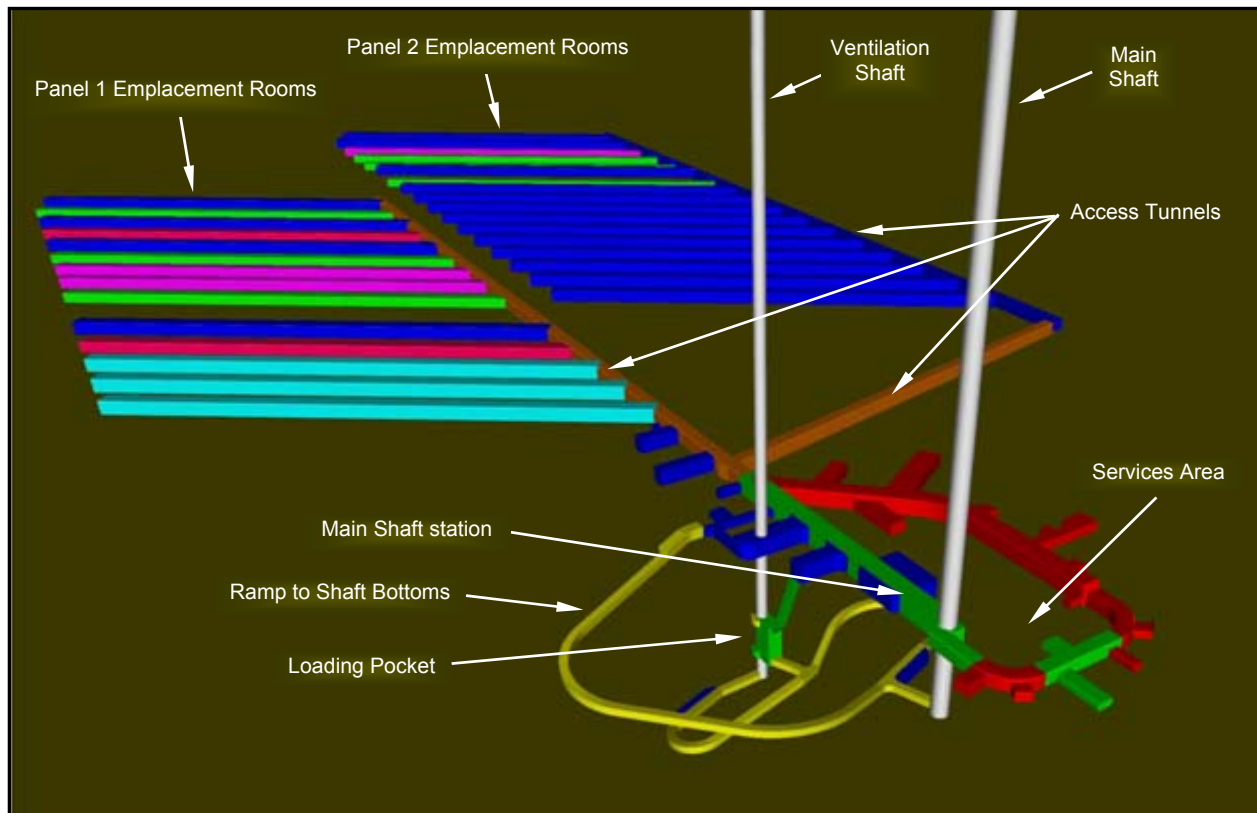 Panel 2 Emplacement Rooms
Ventilation
Shaft
Main
Shaft
Panel 1 Emplacement Rooms
Access Tunnels
Services Area
Main Shaft station
Ramp to Shaft Bottoms
Loading Pocket